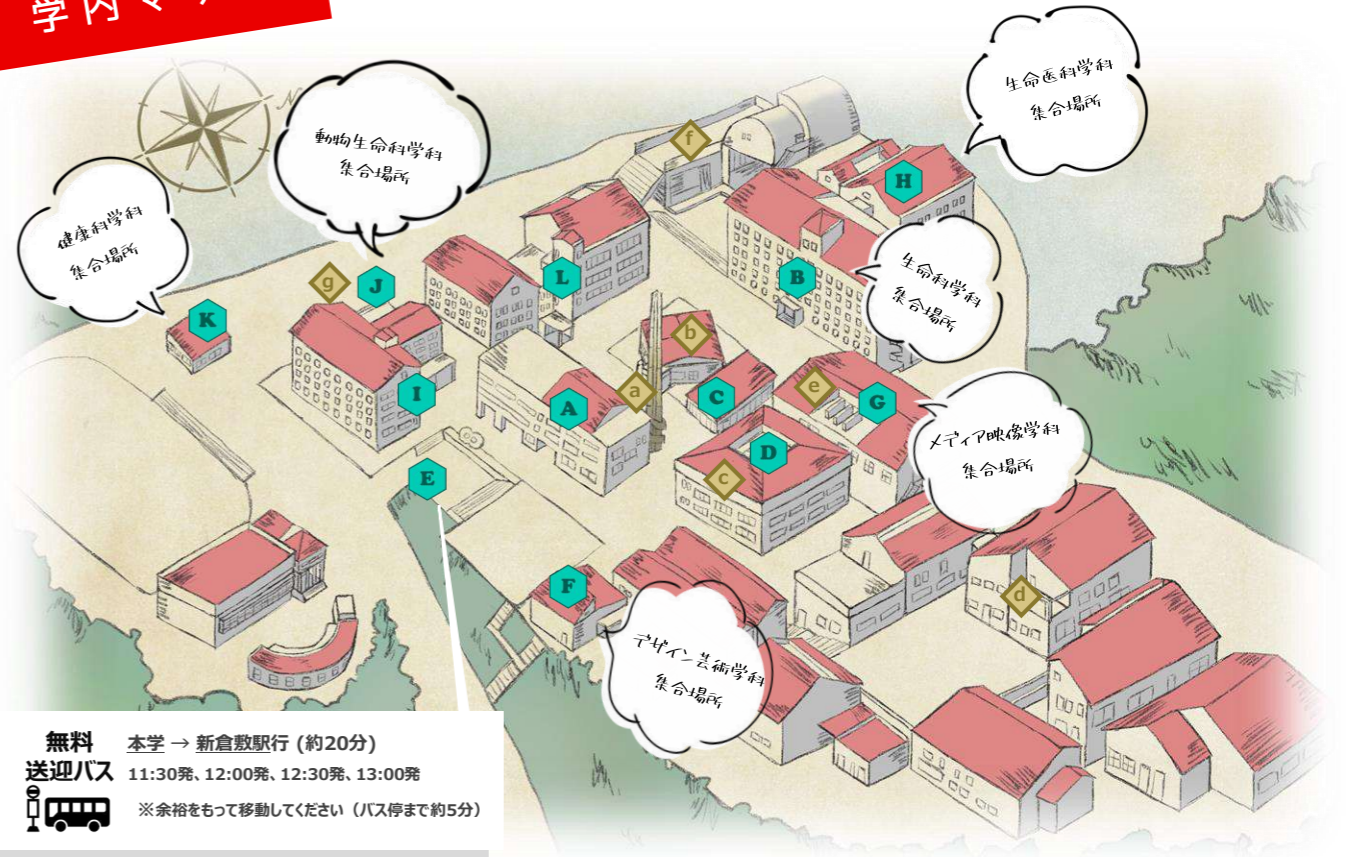 学内マ
N
生命医科学科
集合場所
動物生命科学科
集合場所
健康科学科
集合場所
生命科学科
集合場所
メディア映像学科
集合場所
デザイン芸術学科
集合場所
f
H
g
J
L
B
K
b
I
A
a
C
e
G
D
c
E
F
d
無料
送迎バス
本学 → 新倉敷駅行 (約20分)
11:30発、12:00発、12:30発、13:00発
※余裕をもって移動してください（バス停まで約5分）